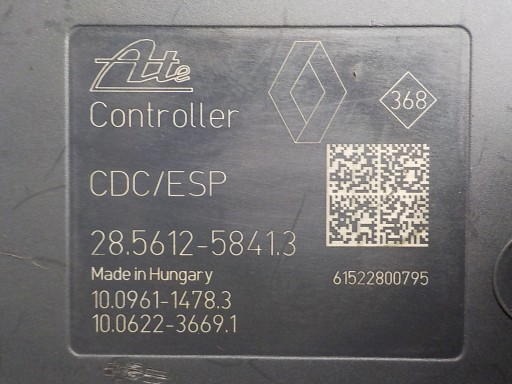 Ate
368
Controller
CDC/ESP
28.5612-5841.3
Made in Hungary
61522800795
10.0961-1478.3
10.0622-3669.1